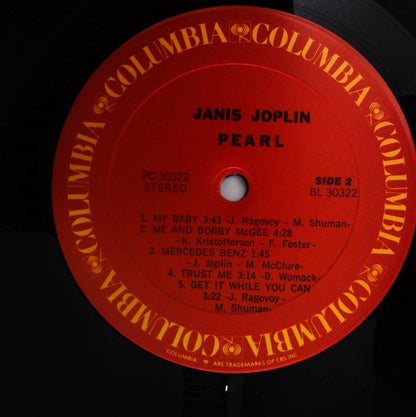 COLUMBIA COLUMBIA COLUMBIA COLUMBIA COLUMBIA COLUMBIA
JANIS JOPLIN
PEARL
PC 30322
STEREO
SIDE 2
BL 30322
1. MY BABY 3:43 -J. Ragovoy - M. Shuman-
2. ME AND BOBBY McGEE 4:28
-K. Kristofferson - F. Foster-
3. MERCEDES BENZ 1:45
-J. Joplin - M. McClure-
4. TRUST ME 3:14 -B. Womack-
5. GET IT WHILE YOU CAN
3:22 -J. Ragovoy -
M. Shuman-
COLUMBIA ARE TRADEMARKS OF CBS INC